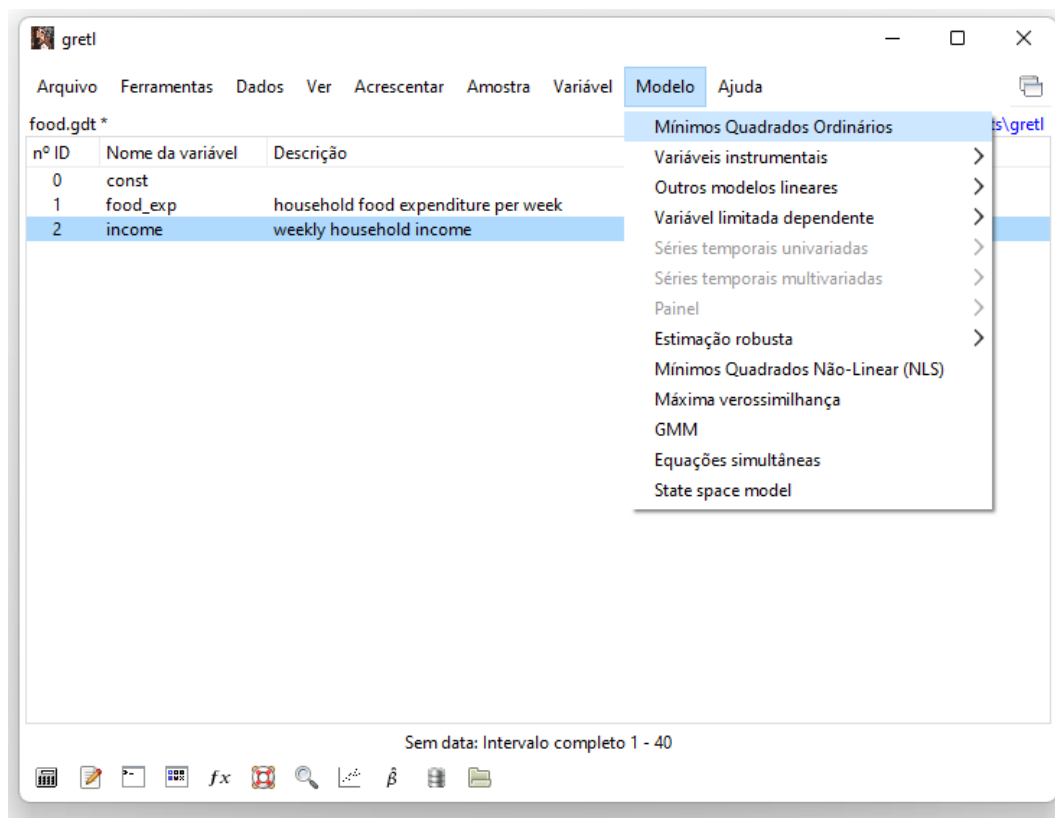 gretl
Arquivo Ferramentas Dados Ver Acrescentar Amostra Variável Modelo Ajuda
food.gdt * ts\gretl
nº ID Nome da variável Descrição
0 const
1 food_exp household food expenditure per week
2 income weekly household income
Mínimos Quadrados Ordinários
Variáveis instrumentais
Outros modelos lineares
Variável limitada dependente
Séries temporais univariadas
Séries temporais multivariadas
Painel
Estimação robusta
Mínimos Quadrados Não-Linear (NLS)
Máxima verossimilhança
GMM
Equações simultâneas
State space model
Sem data: Intervalo completo 1 - 40
fx β̂